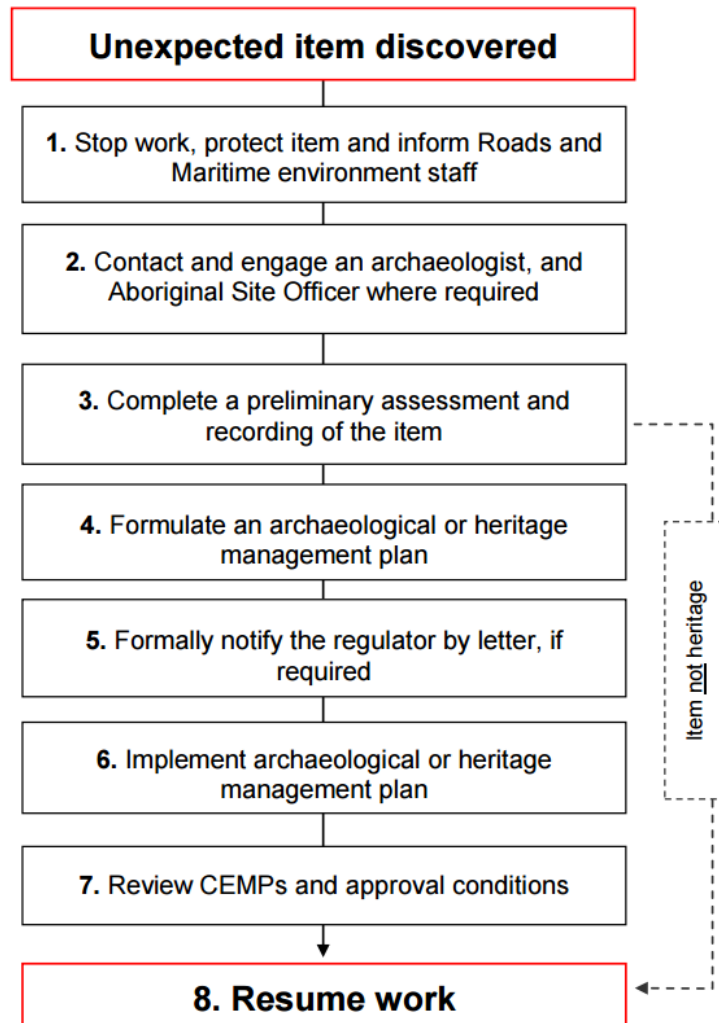 Unexpected item discovered
1. Stop work, protect item and inform Roads and
Maritime environment staff
2. Contact and engage an archaeologist, and
Aboriginal Site Officer where required
3. Complete a preliminary assessment and
recording of the item
4. Formulate an archaeological or heritage
management plan
5. Formally notify the regulator by letter, if
required
6. Implement archaeological or heritage
management plan
7. Review CEMPs and approval conditions
8. Resume work
Item not heritage